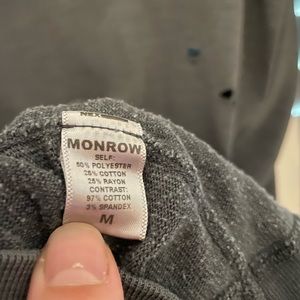 MONROW
SELF:
50% POLYESTER
25% COTTON
25% RAYON
CONTRAST:
97% COTTON
3% SPANDEX
M